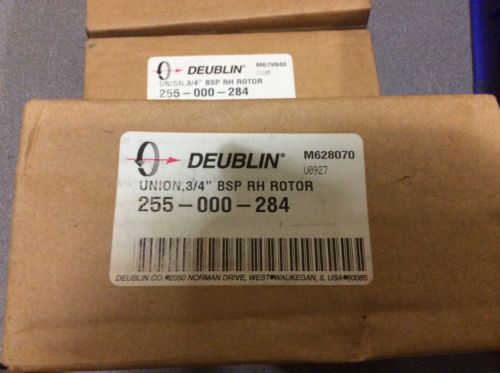 DEUBLIN® M679940
UNION,3/4" BSP RH ROTOR
255-000-284
DEUBLIN® M628070
V0927
UNION,3/4" BSP RH ROTOR
255-000-284
DEUBLIN CO.•2050 NORMAN DRIVE, WEST•WAUKEGAN, IL USA•60085